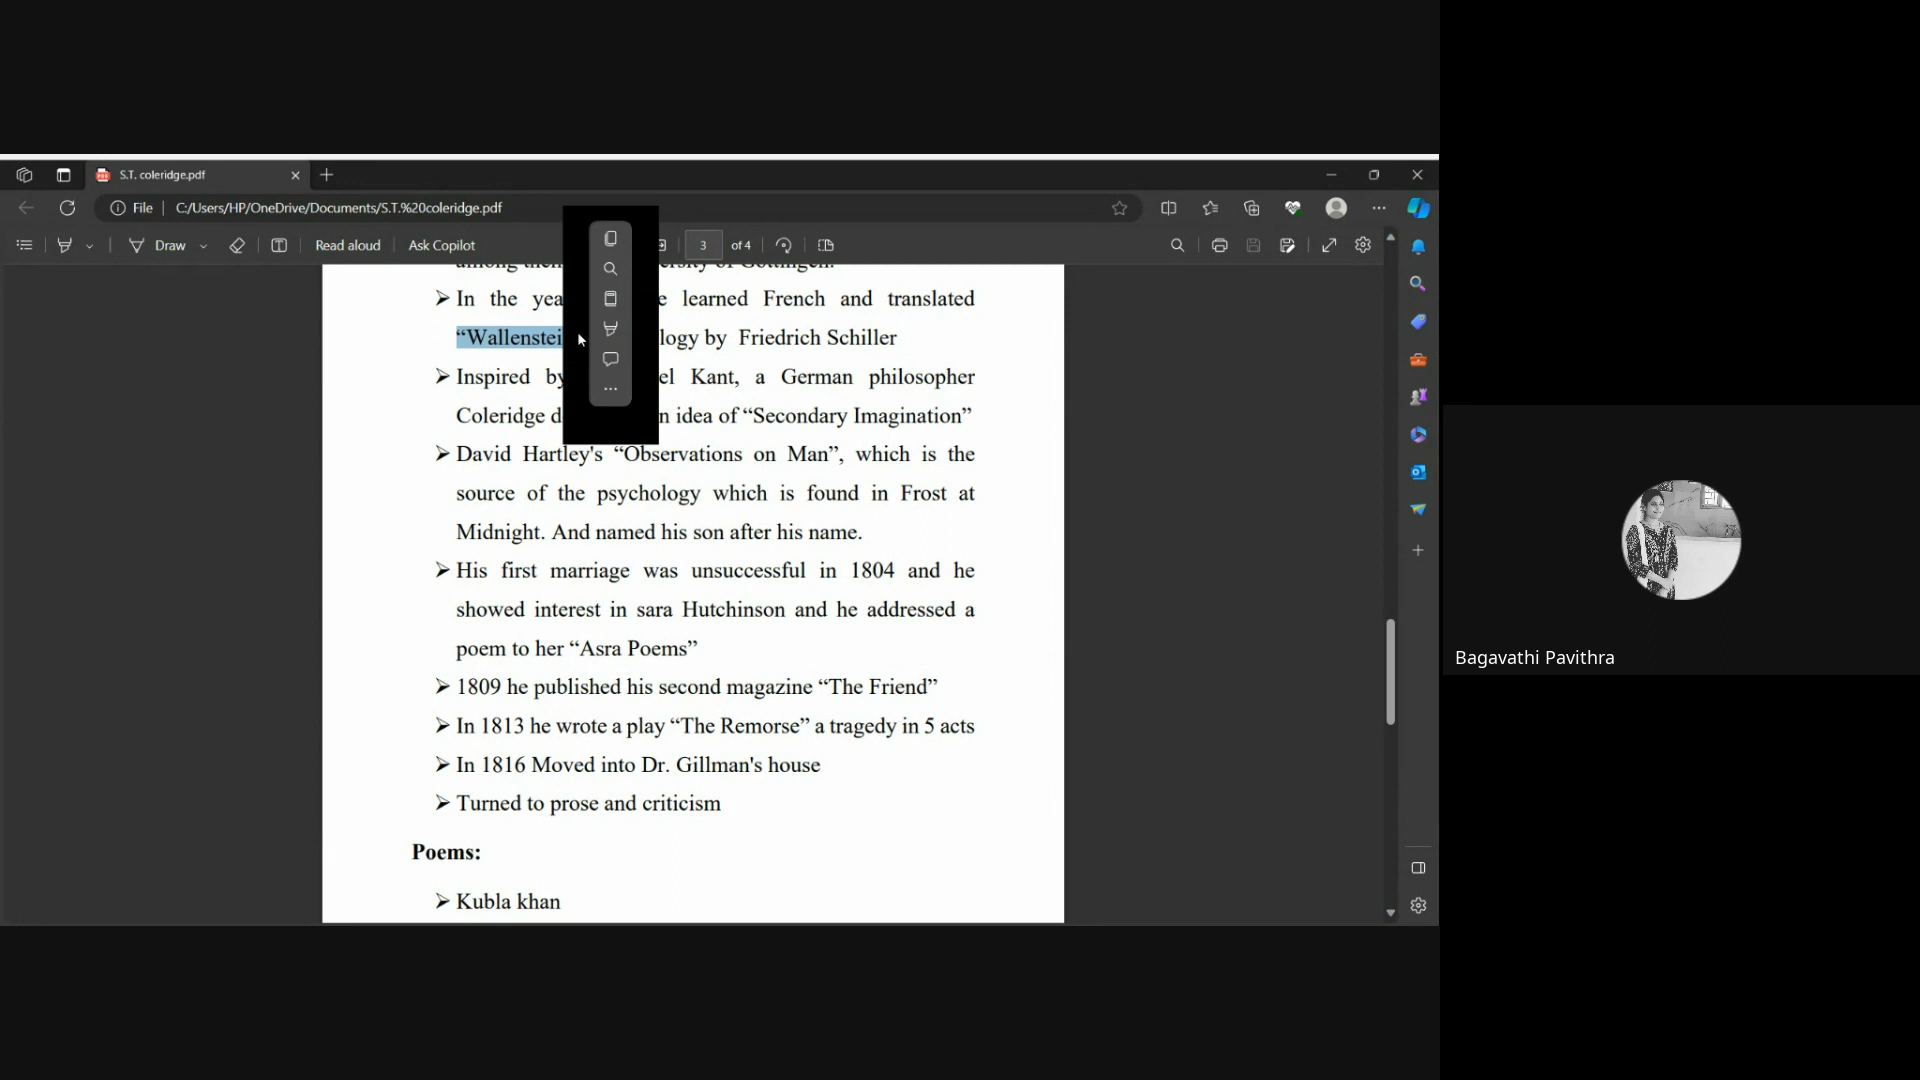 S.T. coleridge.pdf
File
C:/Users/HP/OneDrive/Documents/S.T.%20coleridge.pdf
Draw
Read aloud
Ask Copilot
3
of 4
In the learned French and translated
“Wallenstei by Friedrich Schiller
Inspired Kant, a German philosopher
Coleridge idea of “Secondary Imagination”
David Hartley's “Observations on Man”, which is the
source of the psychology which is found in Frost at
Midnight. And named his son after his name.
His first marriage was unsuccessful in 1804 and he
showed interest in sara Hutchinson and he addressed a
poem to her “Asra Poems”
1809 he published his second magazine “The Friend”
In 1813 he wrote a play “The Remorse” a tragedy in 5 acts
In 1816 Moved into Dr. Gillman's house
Turned to prose and criticism
Poems:
Kubla khan
Bagavathi Pavithra